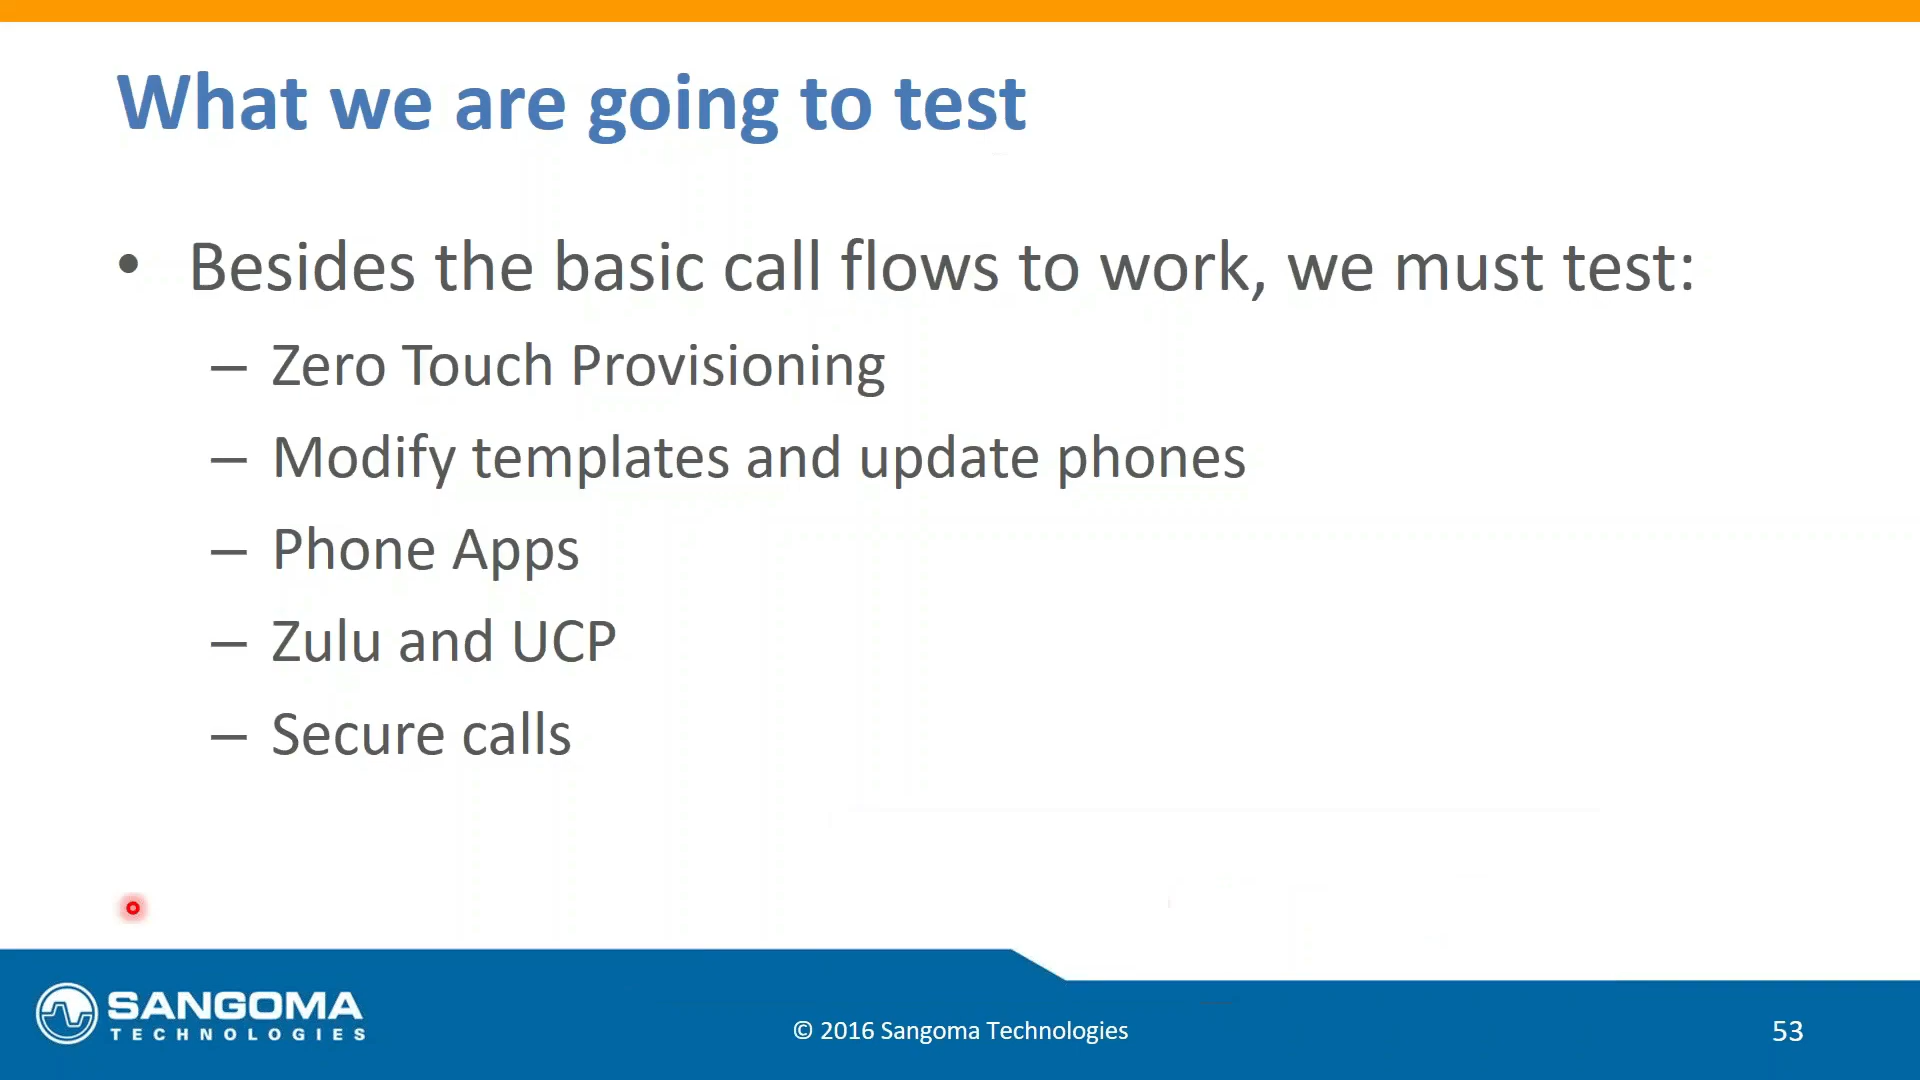 What we are going to test
• Besides the basic call flows to work, we must test:
– Zero Touch Provisioning
– Modify templates and update phones
– Phone Apps
– Zulu and UCP
– Secure calls
SANGOMA
TECHNOLOGIES
© 2016 Sangoma Technologies
53